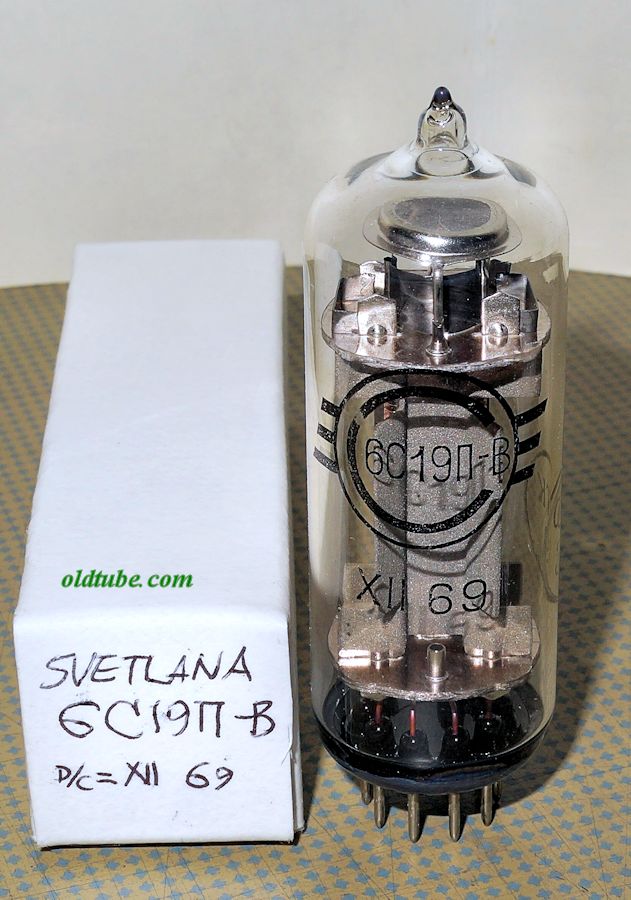 oldtube.com
SVETLANA
6С19П-В
D/C = XII 69
6С19П-В
XII 69